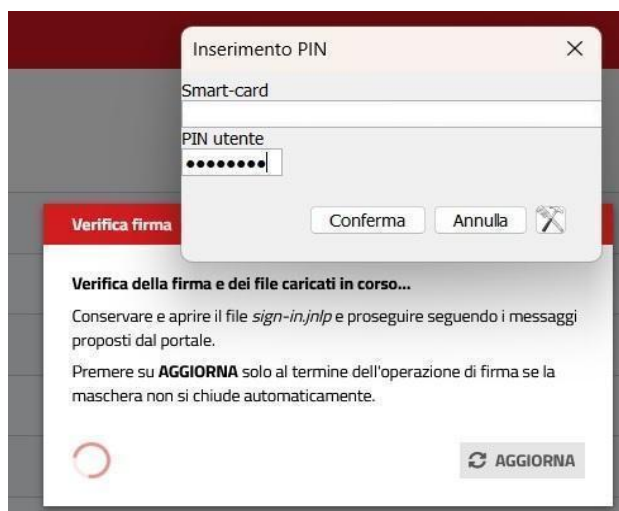 Inserimento PIN
Smart-card
PIN utente
••••••••
Conferma Annulla
Verifica firma
Verifica della firma e dei file caricati in corso...
Conservare e aprire il file sign-in.jnlp e proseguire seguendo i messaggi
proposti dal portale.
Premere su AGGIORNA solo al termine dell'operazione di firma se la
maschera non si chiude automaticamente.
AGGIORNA